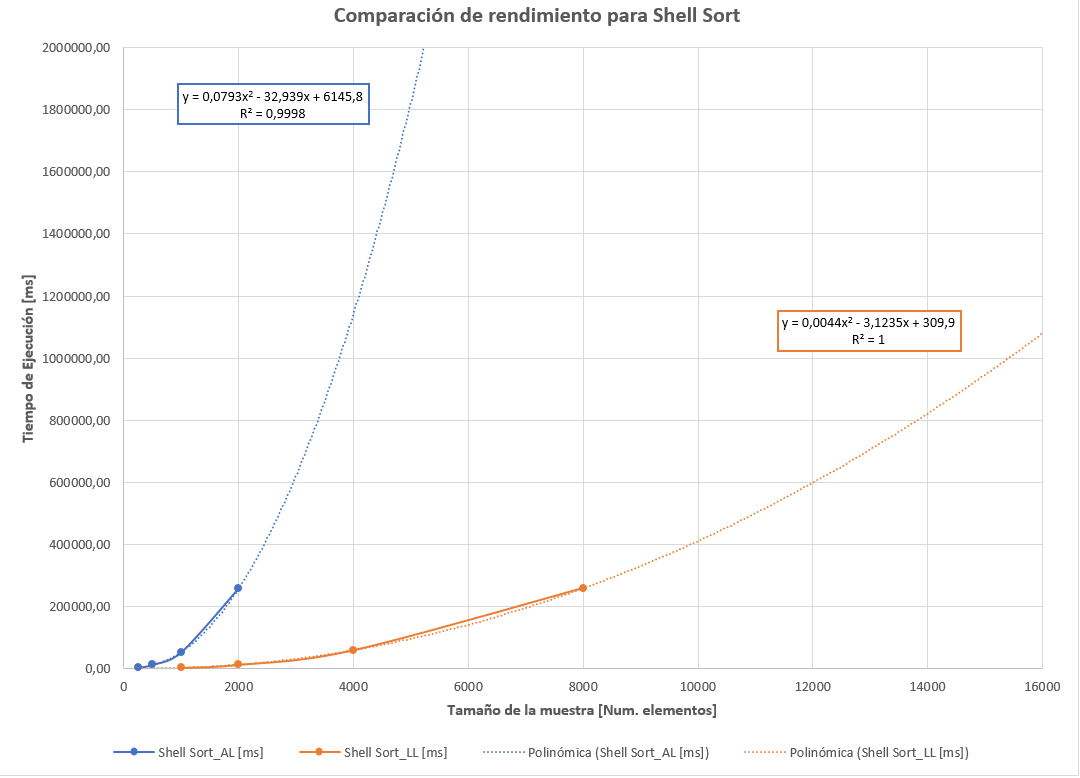 Comparación de rendimiento para Shell Sort
2000000,00
1800000,00
1600000,00
1400000,00
1200000,00
1000000,00
800000,00
600000,00
400000,00
200000,00
0,00
Tiempo de Ejecución [ms]
y = 0,0793x² - 32,939x + 6145,8
R² = 0,9998
y = 0,0044x² - 3,1235x + 309,9
R² = 1
0 2000 4000 6000 8000 10000 12000 14000 16000
Tamaño de la muestra [Num. elementos]
Shell Sort_AL [ms] Shell Sort_LL [ms] Polinómica (Shell Sort_AL [ms]) Polinómica (Shell Sort_LL [ms])